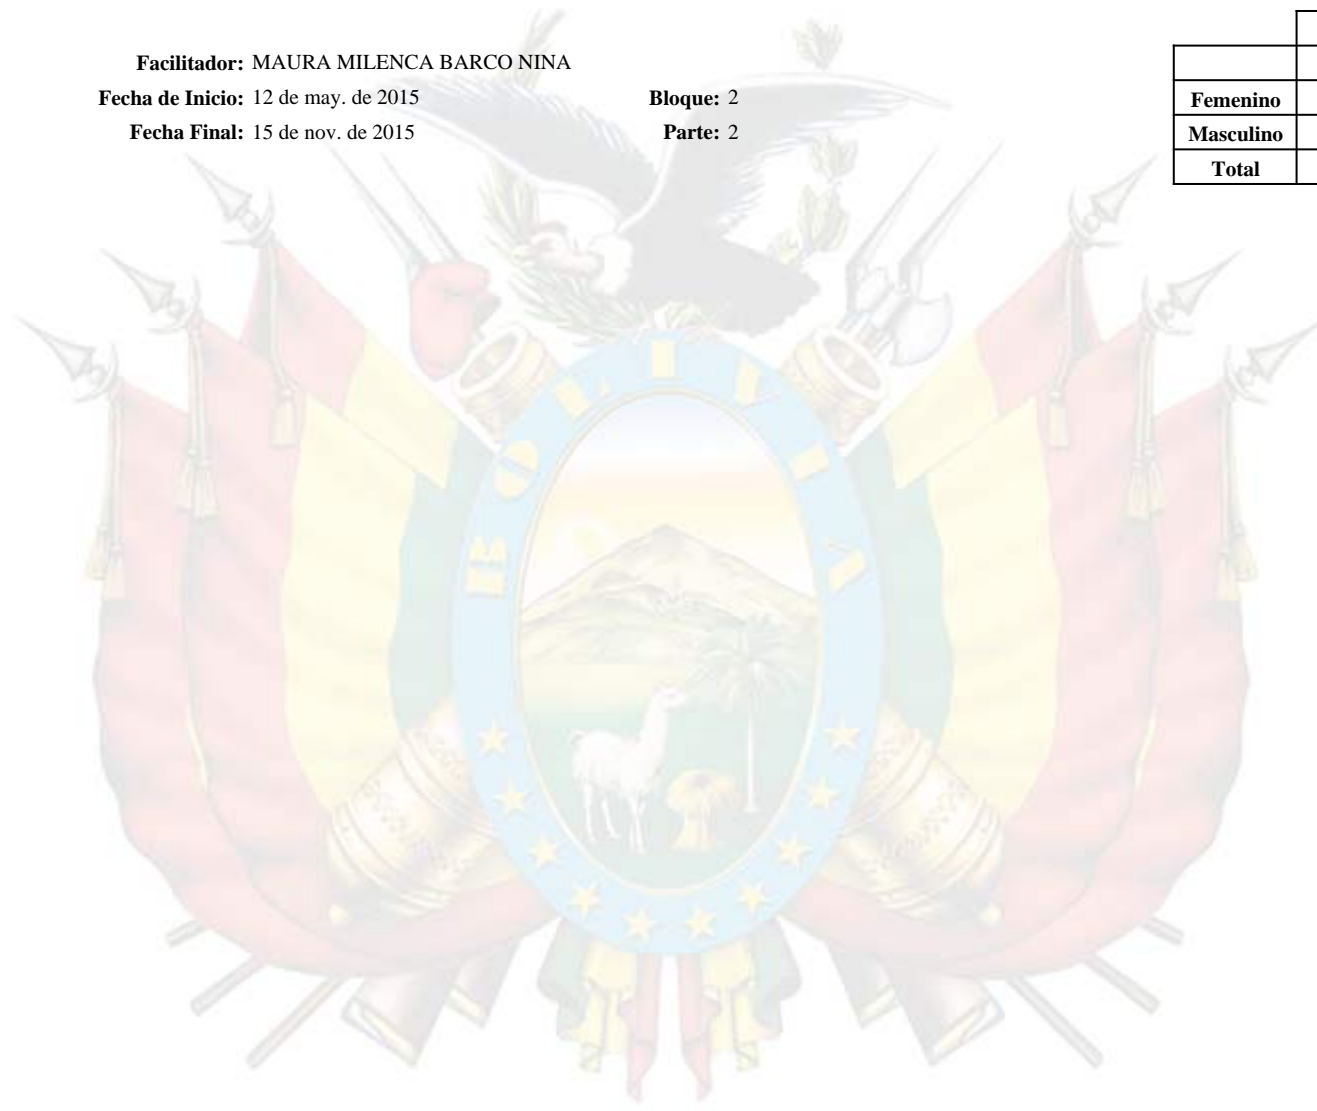 Facilitador: MAURA MILENCA BARCO NINA
Fecha de Inicio: 12 de may. de 2015 Bloque: 2
Fecha Final: 15 de nov. de 2015 Parte: 2
Femenino
Masculino
Total
BOLIVIA